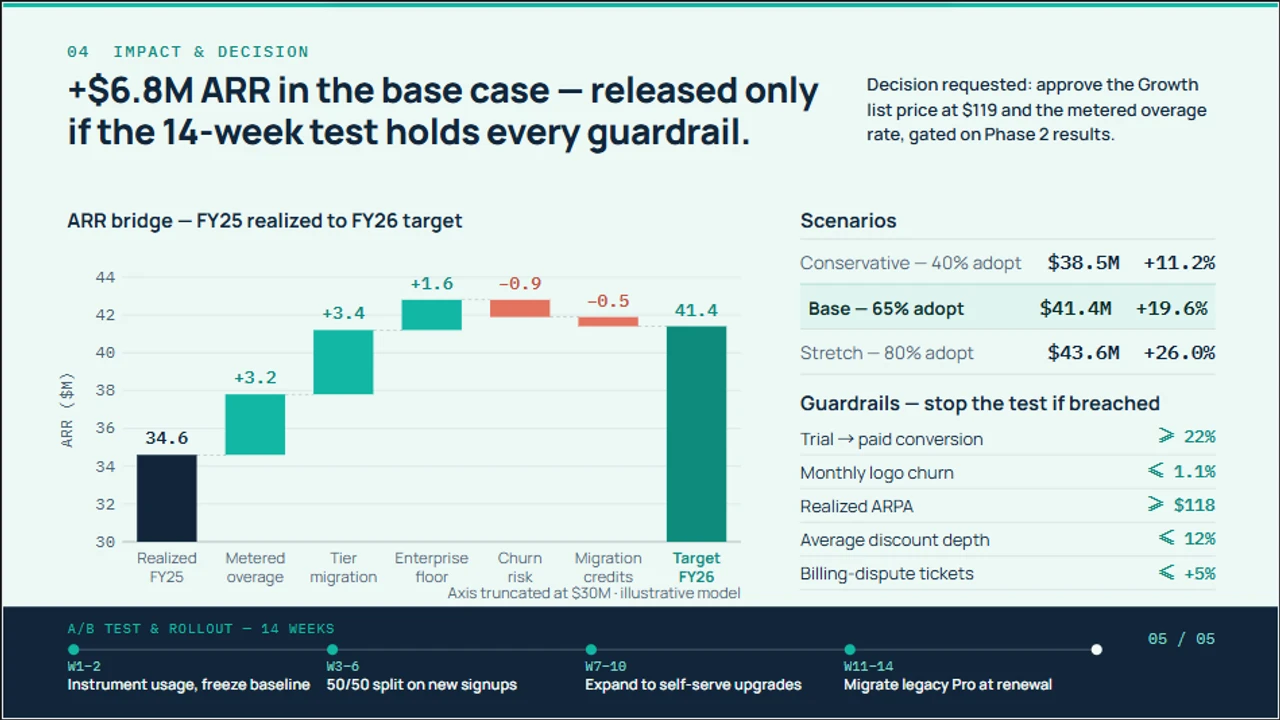 04 IMPACT & DECISION
+$6.8M ARR in the base case — released only
if the 14-week test holds every guardrail.
Decision requested: approve the Growth
list price at $119 and the metered overage
rate, gated on Phase 2 results.
ARR bridge — FY25 realized to FY26 target
ARR ($M)
44
42
40
38
36
34
32
30
34.6
+3.2
+3.4
+1.6
−0.9
−0.5
41.4
Realized
FY25
Metered
overage
Tier
migration
Enterprise
floor
Churn
risk
Migration
credits
Target
FY26
Axis truncated at $30M · illustrative model
Scenarios
Conservative — 40% adopt $38.5M +11.2%
Base — 65% adopt $41.4M +19.6%
Stretch — 80% adopt $43.6M +26.0%
Guardrails — stop the test if breached
Trial → paid conversion ≥ 22%
Monthly logo churn ≤ 1.1%
Realized ARPA ≥ $118
Average discount depth ≤ 12%
Billing-dispute tickets ≤ +5%
A/B TEST & ROLLOUT — 14 WEEKS
W1–2
Instrument usage, freeze baseline
W3–6
50/50 split on new signups
W7–10
Expand to self-serve upgrades
W11–14
Migrate legacy Pro at renewal
05 / 05